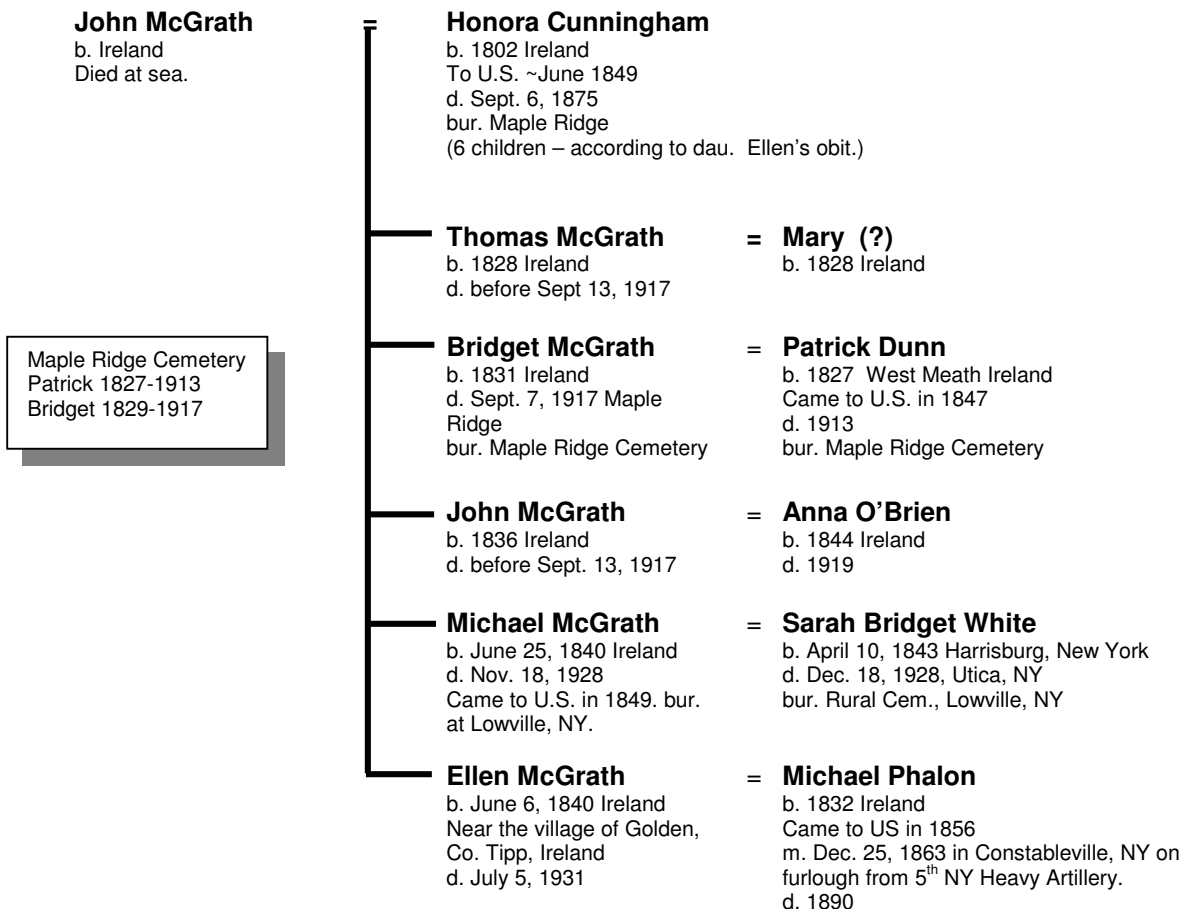 John McGrath = Honora Cunningham
b. Ireland
Died at sea.
b. 1802 Ireland
To U.S. ~June 1849
d. Sept. 6, 1875
bur. Maple Ridge
(6 children – according to dau. Ellen's obit.)
Thomas McGrath = Mary (?)
b. 1828 Ireland
d. before Sept 13, 1917
b. 1828 Ireland
Maple Ridge Cemetery
Patrick 1827-1913
Bridget 1829-1917
Bridget McGrath = Patrick Dunn
b. 1831 Ireland
d. Sept. 7, 1917 Maple
Ridge
bur. Maple Ridge Cemetery
b. 1827 West Meath Ireland
Came to U.S. in 1847
d. 1913
bur. Maple Ridge Cemetery
John McGrath = Anna O'Brien
b. 1836 Ireland
d. before Sept. 13, 1917
b. 1844 Ireland
d. 1919
Michael McGrath = Sarah Bridget White
b. June 25, 1840 Ireland
d. Nov. 18, 1928
Came to U.S. in 1849. bur.
at Lowville, NY.
b. April 10, 1843 Harrisburg, New York
d. Dec. 18, 1928, Utica, NY
bur. Rural Cem., Lowville, NY
Ellen McGrath = Michael Phalon
b. June 6, 1840 Ireland
Near the village of Golden,
Co. Tipp, Ireland
d. July 5, 1931
b. 1832 Ireland
Came to US in 1856
m. Dec. 25, 1863 in Constableville, NY on
furlough from 5th NY Heavy Artillery.
d. 1890